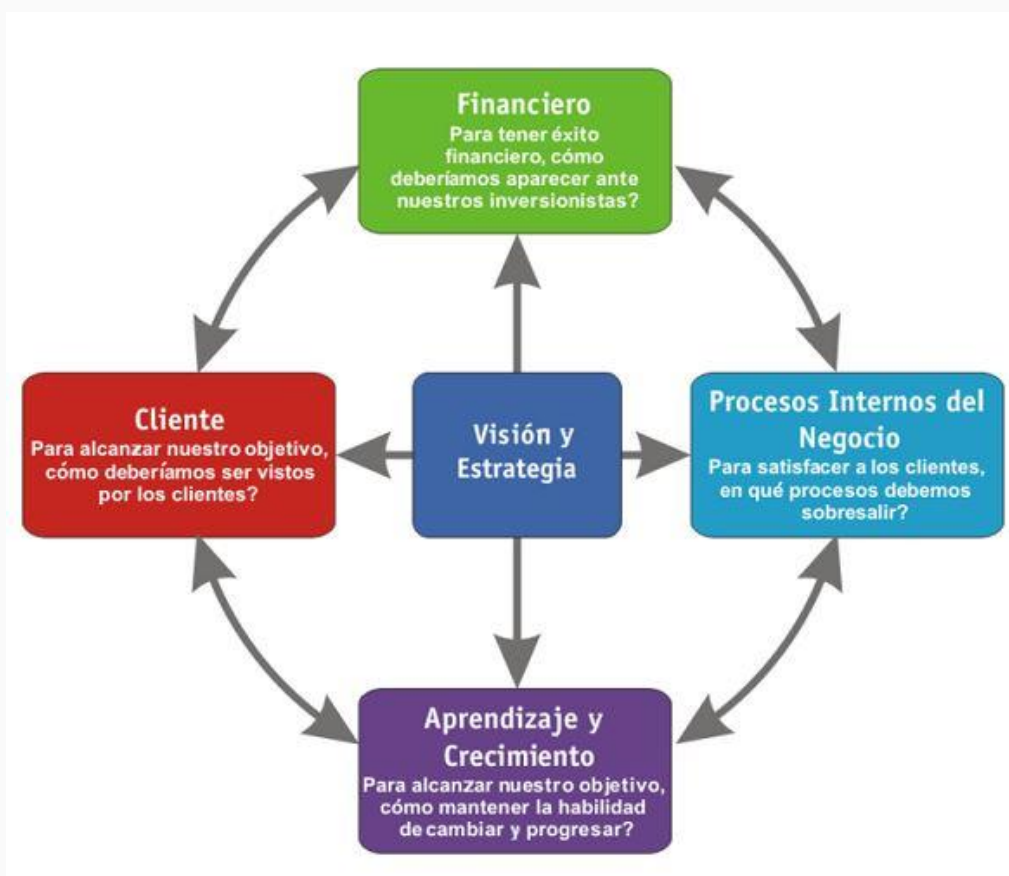 Financiero
Para tener éxito
financiero, cómo
deberíamos aparecer ante
nuestros inversionistas?
Cliente
Para alcanzar nuestro objetivo,
cómo deberíamos ser vistos
por los clientes?
Visión y
Estrategia
Procesos Internos del
Negocio
Para satisfacer a los clientes,
en qué procesos debemos
sobresalir?
Aprendizaje y
Crecimiento
Para alcanzar nuestro objetivo,
cómo mantener la habilidad
de cambiar y progresar?